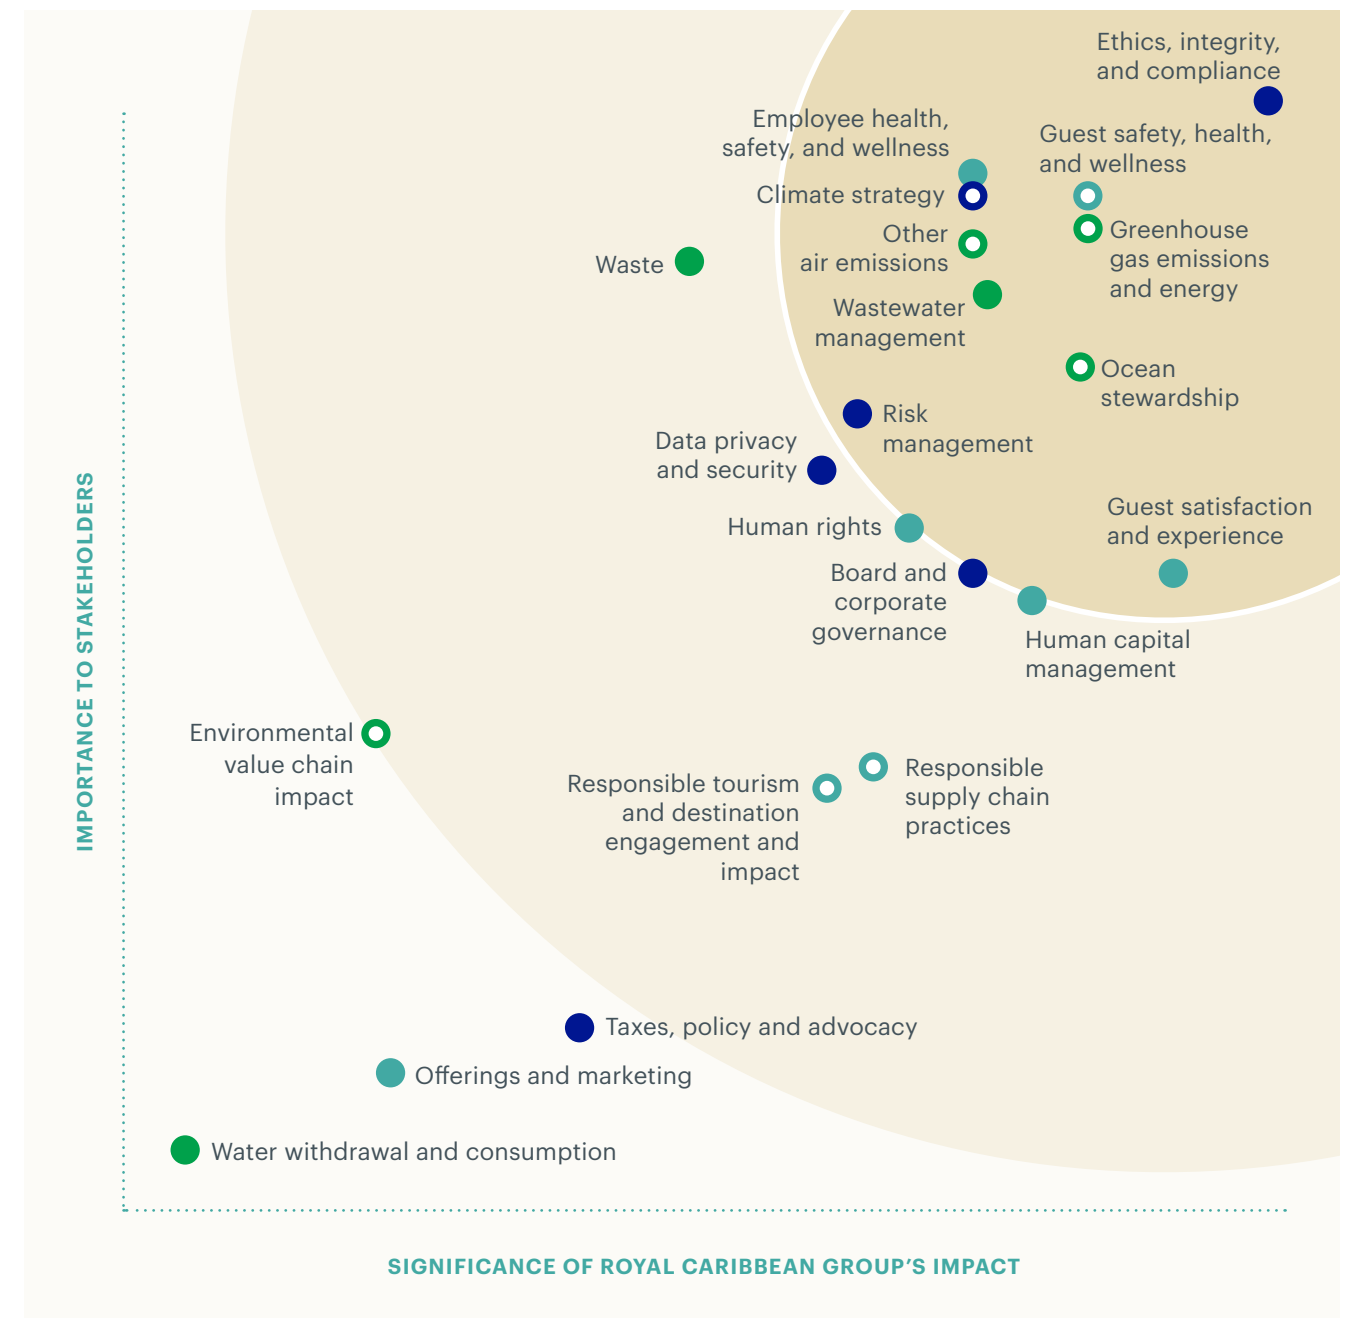 Ethics, integrity,
and compliance
Employee health,
safety, and wellness
Guest safety, health,
and wellness
Climate strategy
Other
air emissions
Greenhouse
gas emissions
and energy
Waste
Wastewater
management
Ocean
stewardship
Risk
management
Data privacy
and security
Guest satisfaction
and experience
Human rights
Board and
corporate
governance
Human capital
management
IMPORTANCE TO STAKEHOLDERS
Environmental
value chain
impact
Responsible tourism
and destination
engagement and
impact
Responsible
supply chain
practices
Taxes, policy and advocacy
Offerings and marketing
Water withdrawal and consumption
SIGNIFICANCE OF ROYAL CARIBBEAN GROUP’S IMPACT